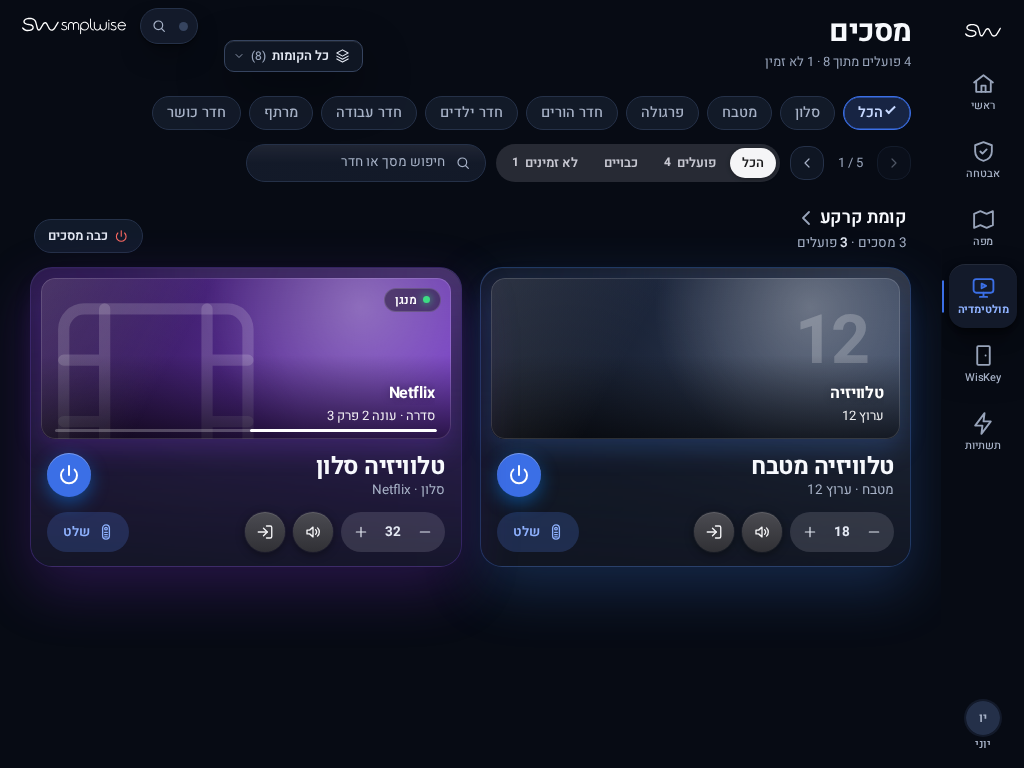 SW
ראשי
אבטחה
מפה
מולטימדיה
WisKey
תשתיות
יו
יוני
מסכים
4 פועלים מתוך 8 · 1 לא זמין
כל הקומות (8)
SW smplwise
הכל
סלון
מטבח
פרגולה
חדר הורים
חדר ילדים
חדר עבודה
מרתף
חדר כושר
1 / 5
הכל
פועלים 4
כבויים
לא זמינים 1
חיפוש מסך או חדר
קומת קרקע
3 מסכים · 3 פועלים
כבה מסכים
12
טלוויזיה
ערוץ 12
טלוויזיה מטבח
מטבח · ערוץ 12
18
שלט
מנגן
Netflix
סדרה · עונה 2 פרק 3
טלוויזיה סלון
סלון · Netflix
32
שלט